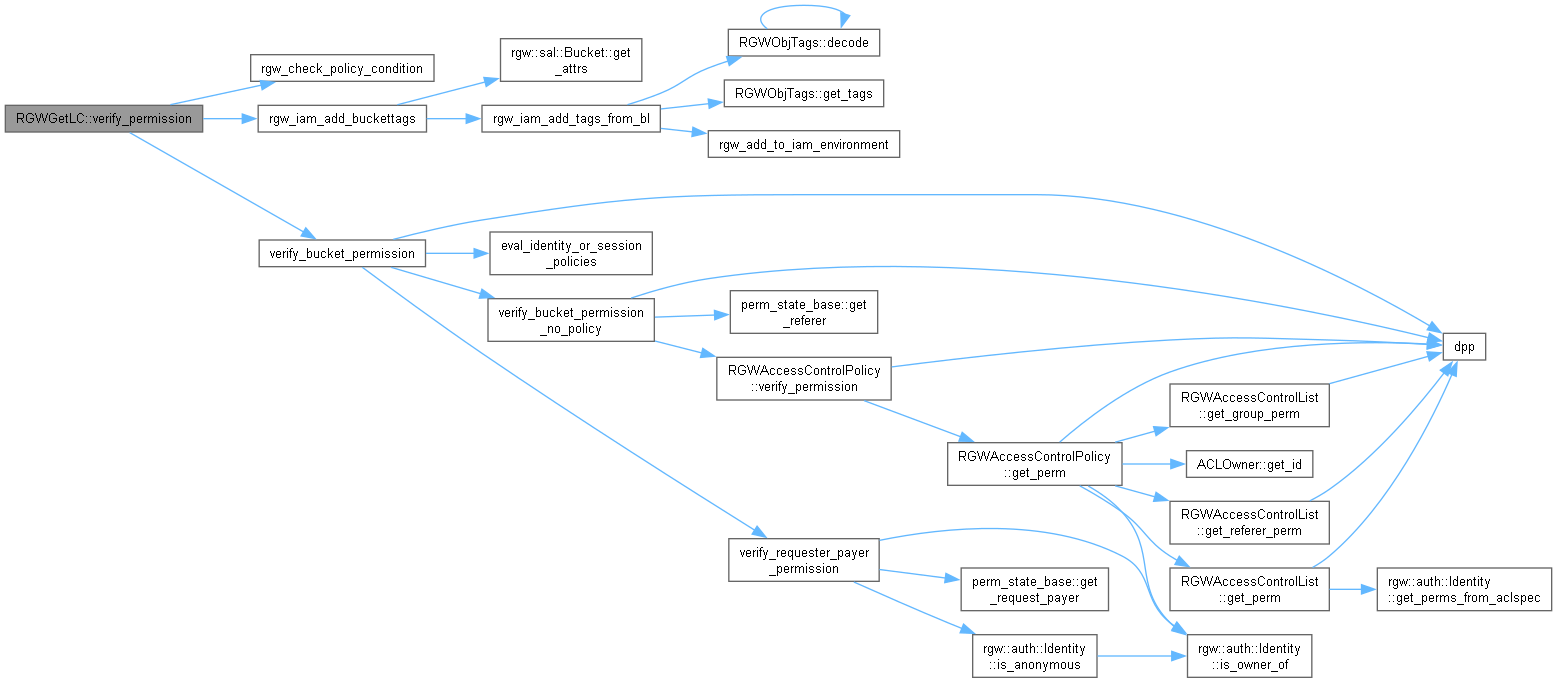 RGWGetLC::verify_permission
rgw_check_policy_condition
rgw_iam_add_buckettags
rgw::sal::Bucket::get
_attrs
rgw_iam_add_tags_from_bl
RGWObjTags::decode
RGWObjTags::get_tags
rgw_add_to_iam_environment
verify_bucket_permission
eval_identity_or_session
_policies
verify_bucket_permission
_no_policy
perm_state_base::get
_referer
RGWAccessControlPolicy
::verify_permission
dpp
RGWAccessControlPolicy
::get_perm
RGWAccessControlList
::get_group_perm
ACLOwner::get_id
RGWAccessControlList
::get_referer_perm
RGWAccessControlList
::get_perm
rgw::auth::Identity
::get_perms_from_aclspec
verify_requester_payer
_permission
perm_state_base::get
_request_payer
rgw::auth::Identity
::is_anonymous
rgw::auth::Identity
::is_owner_of